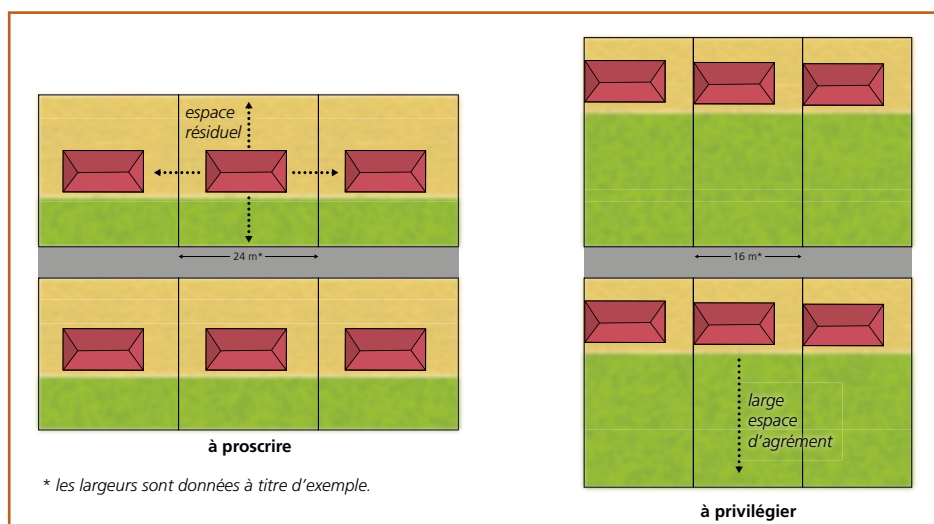 espace
résiduel
24 m*
à proscrire
* les largeurs sont données à titre d'exemple.
16 m*
large
espace
d'agrément
à privilégier